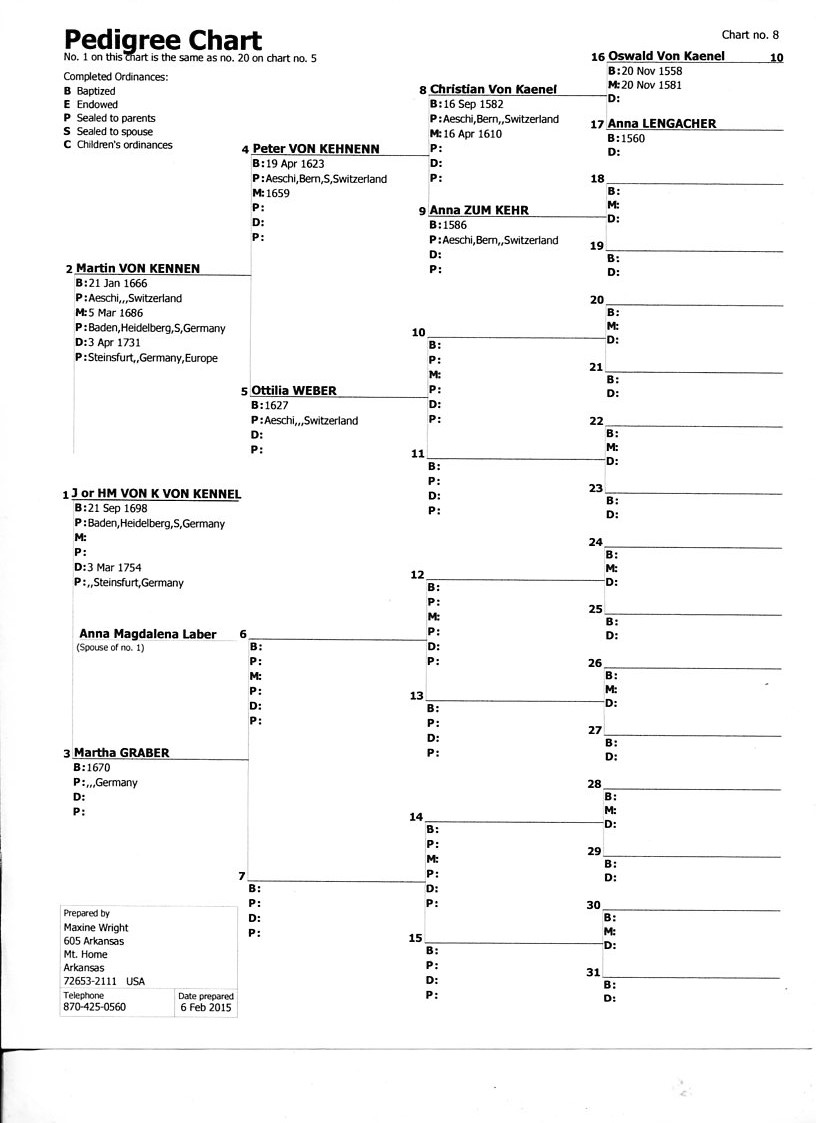 Pedigree Chart
No. 1 on this chart is the same as no. 20 on chart no. 5
Chart no. 8
Completed Ordinances:
B Baptized
E Endowed
P Sealed to parents
S Sealed to spouse
C Children's ordinances
16 Oswald Von Kaenel 10
B:20 Nov 1558
M:20 Nov 1581
D:
8 Christian Von Kaenel
B:16 Sep 1582
P:Aeschi,Bern,,Switzerland
M:16 Apr 1610
P:
D:
P:
17 Anna LENGACHER
B:1560
D:
4 Peter VON KEHNENN
B:19 Apr 1623
P:Aeschi,Bern,S,Switzerland
M:1659
P:
D:
P:
18
B:
M:
D:
9 Anna ZUM KEHR
B:1586
P:Aeschi,Bern,,Switzerland
D:
P:
19
B:
D:
2 Martin VON KENNEN
B:21 Jan 1666
P:Aeschi,,,Switzerland
M:5 Mar 1686
P:Baden,Heidelberg,S,Germany
D:3 Apr 1731
P:Steinsfurt,,Germany,Europe
20
B:
M:
D:
10
B:
P:
M:
P:
D:
P:
21
B:
D:
5 Ottilia WEBER
B:1627
P:Aeschi,,,Switzerland
D:
P:
22
B:
M:
D:
11
B:
P:
D:
P:
23
B:
D:
1 J or HM VON K VON KENNEL
B:21 Sep 1698
P:Baden,Heidelberg,S,Germany
M:
P:
D:3 Mar 1754
P:,,Steinsfurt,Germany
24
B:
M:
D:
12
B:
P:
M:
P:
D:
P:
25
B:
D:
Anna Magdalena Laber
(Spouse of no. 1)
6
B:
P:
M:
P:
D:
P:
26
B:
M:
D:
13
B:
P:
D:
P:
27
B:
D:
3 Martha GRABER
B:1670
P:,,,Germany
D:
P:
28
B:
M:
D:
14
B:
P:
M:
P:
D:
P:
29
B:
D:
7
B:
P:
D:
P:
30
B:
M:
D:
15
B:
P:
D:
P:
31
B:
D:
Prepared by
Maxine Wright
605 Arkansas
Mt. Home
Arkansas
72653-2111 USA
Telephone
870-425-0560
Date prepared
6 Feb 2015